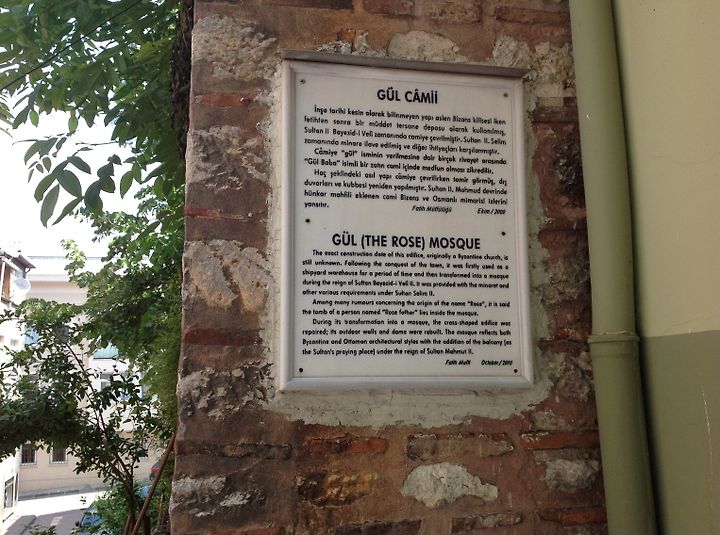 GÜL CÂMİİ
İnşa tarihi kesin olarak bilinmeyen yapı aslen Bizans kilisesi iken
fetihten sonra bir müddet tersane deposu olarak kullanılmış,
Sultan II Bayezid-i Veli zamanında camiye çevrilmiştir. Sultan II. Selim
zamanında minare ilave edilmiş ve diğer ihtiyaçları karşılanmıştır.
Câmiye "gül" isminin verilmesine dair birçok rivayet arasında
"Gül Baba" isimli bir zatın cami içinde medfun olması zikredilir.
Haç şeklindeki asıl yapı câmiye çevrilirken tamir görmüş, dış
duvarları ve kubbesi yeniden yapılmıştır. Sultan II. Mahmud devrinde
hünkar mahfili eklenen cami Bizans ve Osmanlı mimarisi izlerini
yansıtır.
Fatih Müftülüğü Ekim/2009
GÜL (THE ROSE) MOSQUE
The exact construction date of this edifice, originally a Byzantine church, is
still unknown. Following the conquest of the town, it was firstly used as a
shipyard warehouse for a period of time and then transformed into a mosque
during the reign of Sultan Bayezid-i Veli II. It was provided with the minaret and
other various requirements under Sultan Selim II.
Among many rumours concerning the origin of the name "Rose", it is said
the tomb of a person named "Rose father" lies inside the mosque.
During its transformation into a mosque, the cross-shaped edifice was
repaired; its outdoor walls and dome were rebuilt. The mosque reflects both
Byzantine and Ottoman architectural styles with the addition of the balcony (as
the Sultan's praying place) under the reign of Sultan Mahmut II.
Fatih Mufti October/2010